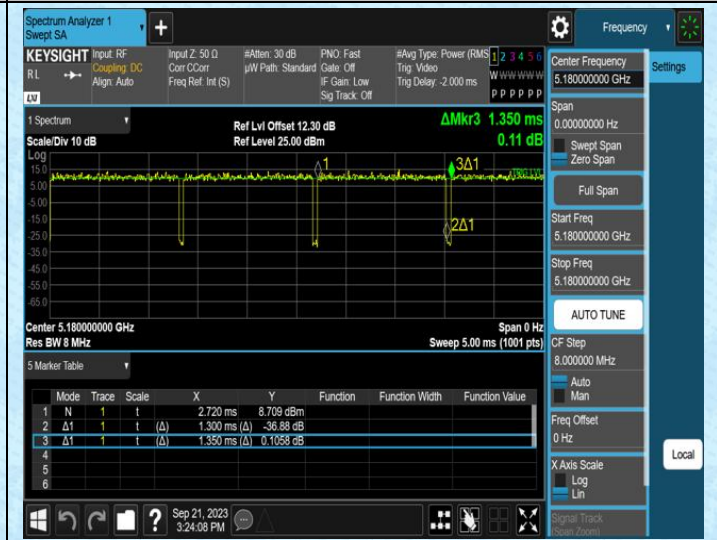 Spectrum Analyzer 1
Swept SA
Frequency
KEYSIGHT
RL
Input: RF
Coupling: DC
Align: Auto
Input Z: 50 Ω
Corr CCorr
Freq Ref: Int (S)
#Atten: 30 dB
µW Path: Standard
PNO: Fast
Gate: Off
IF Gain: Low
Sig Track: Off
#Avg Type: Power (RMS
Trig: Video
Trig Delay: -2.000 ms
1 2 3 4 5 6
W W W W W W
P P P P P P
LXI
1 Spectrum
Scale/Div 10 dB
Ref Lvl Offset 12.30 dB
Ref Level 25.00 dBm
ΔMkr3 1.350 ms
0.11 dB
Log
15.0
5.00
-5.00
-15.0
-25.0
-35.0
-45.0
-55.0
-65.0
1
3Δ1
2Δ1
Center 5.180000000 GHz
Res BW 8 MHz
Span 0 Hz
Sweep 5.00 ms (1001 pts)
5 Marker Table
Mode Trace Scale X Y Function Function Width Function Value
1 N 1 t 2.720 ms 8.709 dBm
2 Δ1 1 t (Δ) 1.300 ms (Δ) -36.88 dB
3 Δ1 1 t (Δ) 1.350 ms (Δ) 0.1058 dB
4
5
6
Sep 21, 2023
3:24:08 PM
Center Frequency
5.180000000 GHz
Span
0.00000000 Hz
Swept Span
Zero Span
Full Span
Start Freq
5.180000000 GHz
Stop Freq
5.180000000 GHz
AUTO TUNE
CF Step
8.000000 MHz
Auto
Man
Freq Offset
0 Hz
X Axis Scale
Log
Lin
Signal Track
(Span Zoom)
Settings
Local